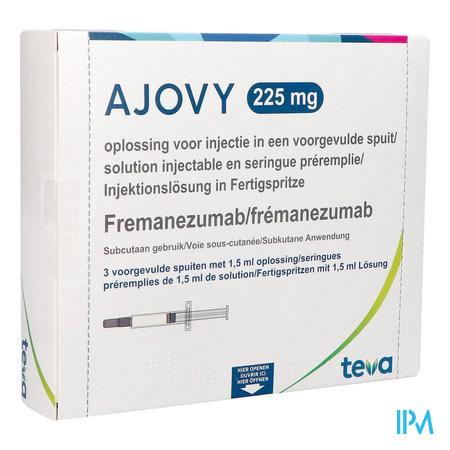 AJOVY 225 mg
oplossing voor injectie in een voorgevulde spuit/
solution injectable en seringue préremplie/
Injektionslösung in Fertigspritze
Fremanezumab/frémanezumab
Subcutaan gebruik/Voie sous-cutanée/Subkutane Anwendung
3 voorgevulde spuiten met 1,5 ml oplossing/seringues
préremplies de 1,5 ml de solution/Fertigspritzen mit 1,5 ml Lösung
HIER OPENEN
OUVRIR ICI
HIER ÖFFNEN
teva
IPM